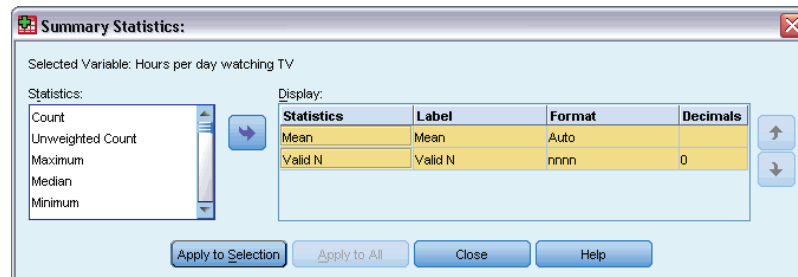 Summary Statistics:
Selected Variable: Hours per day watching TV
Statistics:
Count
Unweighted Count
Maximum
Median
Minimum
Display:
Statistics Label Format Decimals
Mean Mean Auto
Valid N Valid N nnnn 0
Apply to Selection Apply to All Close Help